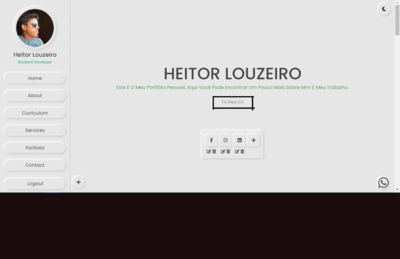 Heitor Louzeiro
Backend Developer
Home
About
Curriculum
Services
Portfolio
Contact
Logout
HEITOR LOUZEIRO
Este É O Meu Portfólio Pessoal, Aqui Você Pode Encontrar Um Pouco Mais Sobre Mim E Meu Trabalho.
To View CV